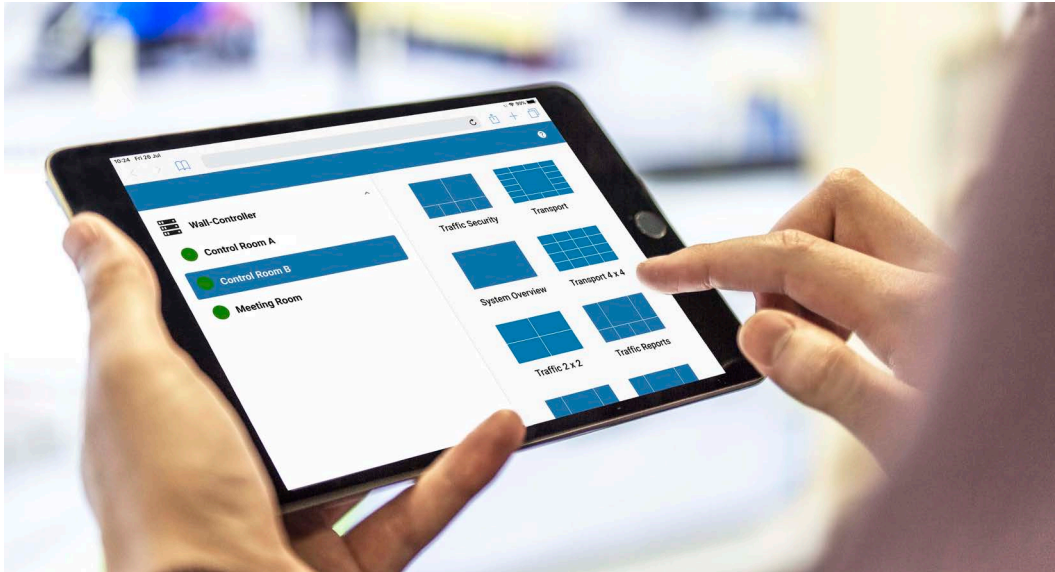 10:24 Fri 26 Jul
90%
Wall-Controller
Control Room A
Control Room B
Meeting Room
Traffic Security
Transport
System Overview
Transport 4 x 4
Traffic 2 x 2
Traffic Reports